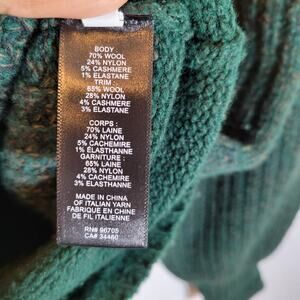 BODY
70% WOOL
24% NYLON
5% CASHMERE
1% ELASTANE
TRIM :
65% WOOL
28% NYLON
4% CASHMERE
3% ELASTANE
CORPS :
70% LAINE
24% NYLON
5% CACHEMIRE
1% ÉLASTHANNE
GARNITURE :
65% LAINE
28% NYLON
4% CACHEMIRE
3% ELASTHANNE
MADE IN CHINA
OF ITALIAN YARN
FABRIQUE EN CHINE
DE FIL ITALIEN
RN# 96705
CA# 34460